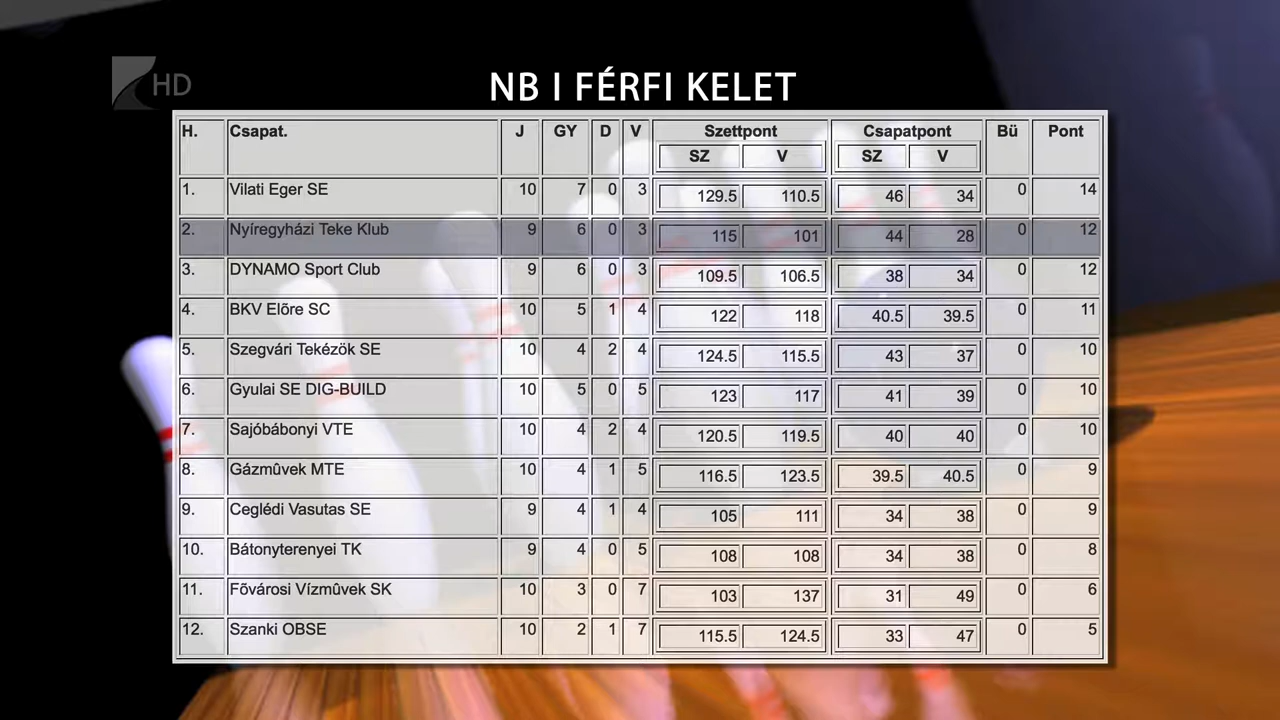 HD
NB I FÉRFI KELET
H. Csapat. J GY D V Szettpont Csapatpont Bü Pont
SZ V SZ V
1. Vilati Eger SE 10 7 0 3 129.5 110.5 46 34 0 14
2. Nyíregyházi Teke Klub 9 6 0 3 115 101 44 28 0 12
3. DYNAMO Sport Club 9 6 0 3 109.5 106.5 38 34 0 12
4. BKV Elõre SC 10 5 1 4 122 118 40.5 39.5 0 11
5. Szegvári Tekézök SE 10 4 2 4 124.5 115.5 43 37 0 10
6. Gyulai SE DIG-BUILD 10 5 0 5 123 117 41 39 0 10
7. Sajóbábonyi VTE 10 4 2 4 120.5 119.5 40 40 0 10
8. Gázmûvek MTE 10 4 1 5 116.5 123.5 39.5 40.5 0 9
9. Ceglédi Vasutas SE 9 4 1 4 105 111 34 38 0 9
10. Bátonyterenyei TK 9 4 0 5 108 108 34 38 0 8
11. Fõvárosi Vízmûvek SK 10 3 0 7 103 137 31 49 0 6
12. Szanki OBSE 10 2 1 7 115.5 124.5 33 47 0 5